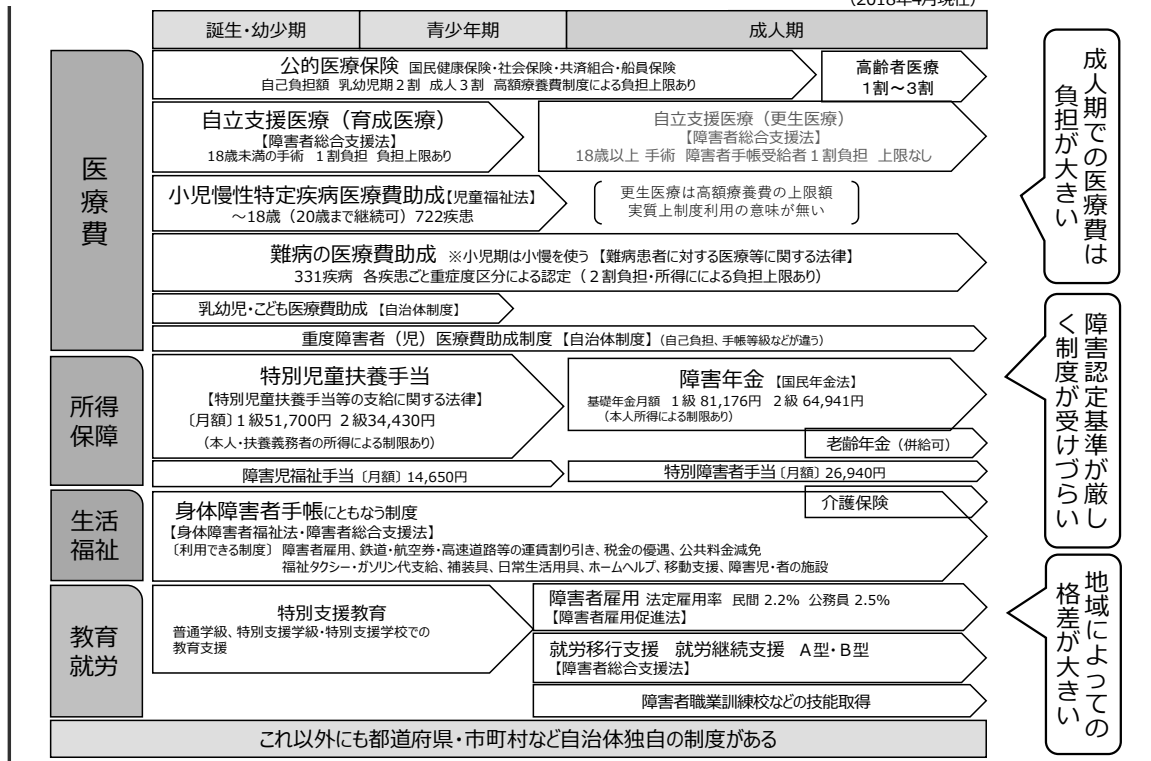 （2018年4月現在）
誕生・幼少期
青少年期
成人期
医療費
公的医療保険 国民健康保険・社会保険・共済組合・船員保険
自己負担額 乳幼児期２割 成人３割 高額療養費制度による負担上限あり
高齢者医療
1割～3割
自立支援医療（育成医療）
【障害者総合支援法】
18歳未満の手術 １割負担 負担上限あり
自立支援医療（更生医療）
【障害者総合支援法】
18歳以上 手術 障害者手帳受給者１割負担 上限なし
小児慢性特定疾病医療費助成【児童福祉法】
～18歳（20歳まで継続可）722疾患
更生医療は高額療養費の上限額
実質上制度利用の意味が無い
難病の医療費助成 ※小児期は小慢を使う 【難病患者に対する医療等に関する法律】
331疾病 各疾患ごと重症度区分による認定（２割負担・所得にによる負担上限あり）
乳幼児・こども医療費助成 【自治体制度】
重度障害者（児）医療費助成制度 【自治体制度】（自己負担、手帳等級などが違う）
所得
保障
特別児童扶養手当
【特別児童扶養手当等の支給に関する法律】
〔月額〕１級51,700円 ２級34,430円
（本人・扶養義務者の所得による制限あり）
障害年金 【国民年金法】
基礎年金月額 １級 81,176円 ２級 64,941円
（本人所得による制限あり）
老齢年金（併給可）
障害児福祉手当〔月額〕14,650円
特別障害者手当〔月額〕26,940円
生活
福祉
介護保険
身体障害者手帳にともなう制度
【身体障害者福祉法・障害者総合支援法】
〔利用できる制度〕 障害者雇用、鉄道・航空券・高速道路等の運賃割り引き、税金の優遇、公共料金減免
福祉タクシー・ガソリン代支給、補装具、日常生活用具、ホームヘルプ、移動支援、障害児・者の施設
教育
就労
特別支援教育
普通学級、特別支援学級・特別支援学校での
教育支援
障害者雇用 法定雇用率 民間 2.2% 公務員 2.5%
【障害者雇用促進法】
就労移行支援 就労継続支援 Ａ型・Ｂ型
【障害者総合支援法】
障害者職業訓練校などの技能取得
これ以外にも都道府県・市町村など自治体独自の制度がある
成人期での医療費は
負担が大きい
障害認定基準が厳し
く制度が受けづらい
地域によっての
格差が大きい